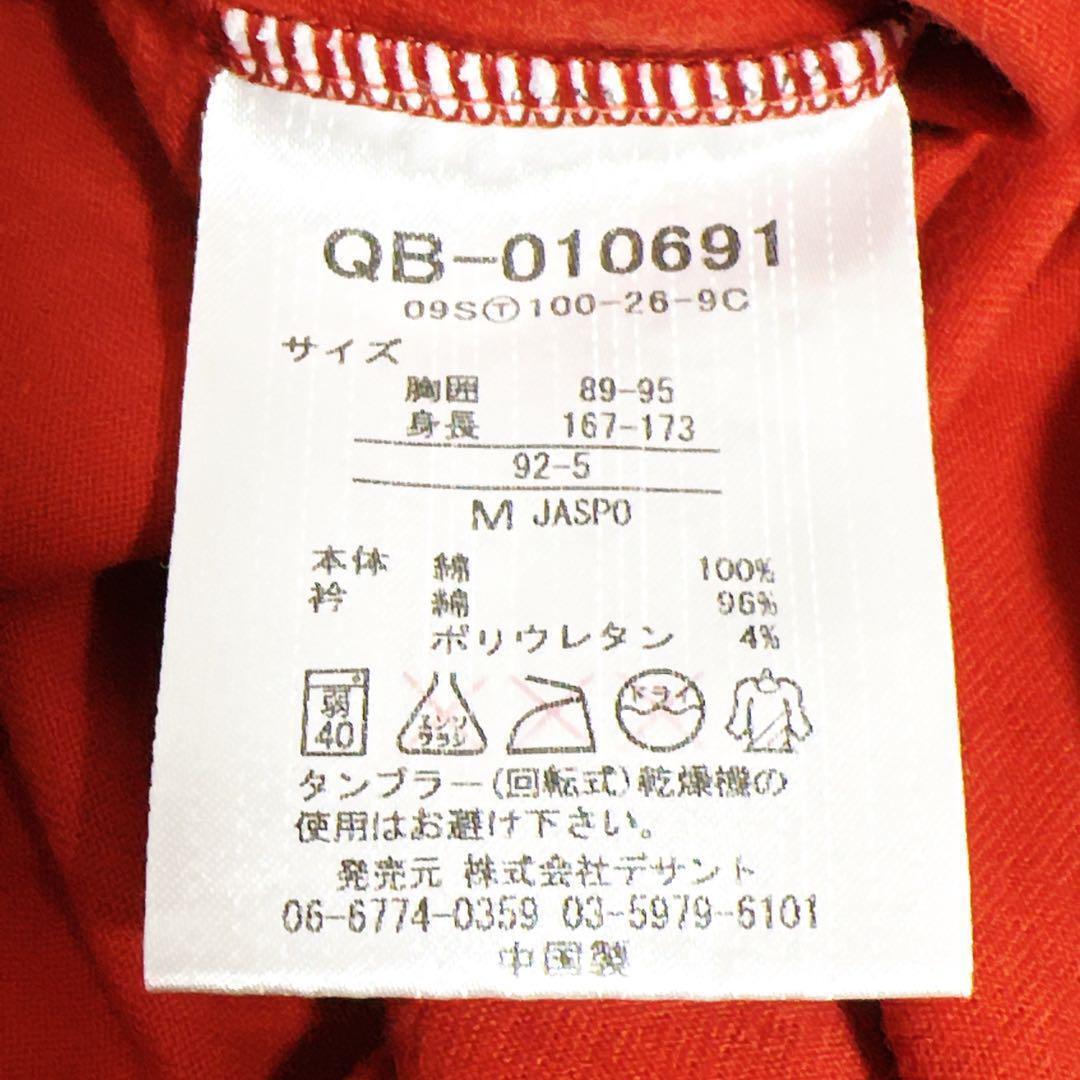 QB-010691
09SⓉ100-26-9C
サイズ
胸囲 89-95
身長 167-173
92-5
M JASPO
本体 綿 100%
衿 綿 96%
ポリウレタン 4%
弱 40 エンソ サラシ ドライ
タンブラー(回転式)乾燥機の
使用はお避け下さい。
発売元 株式会社デサント
06-6774-0359 03-5979-6101
中国製